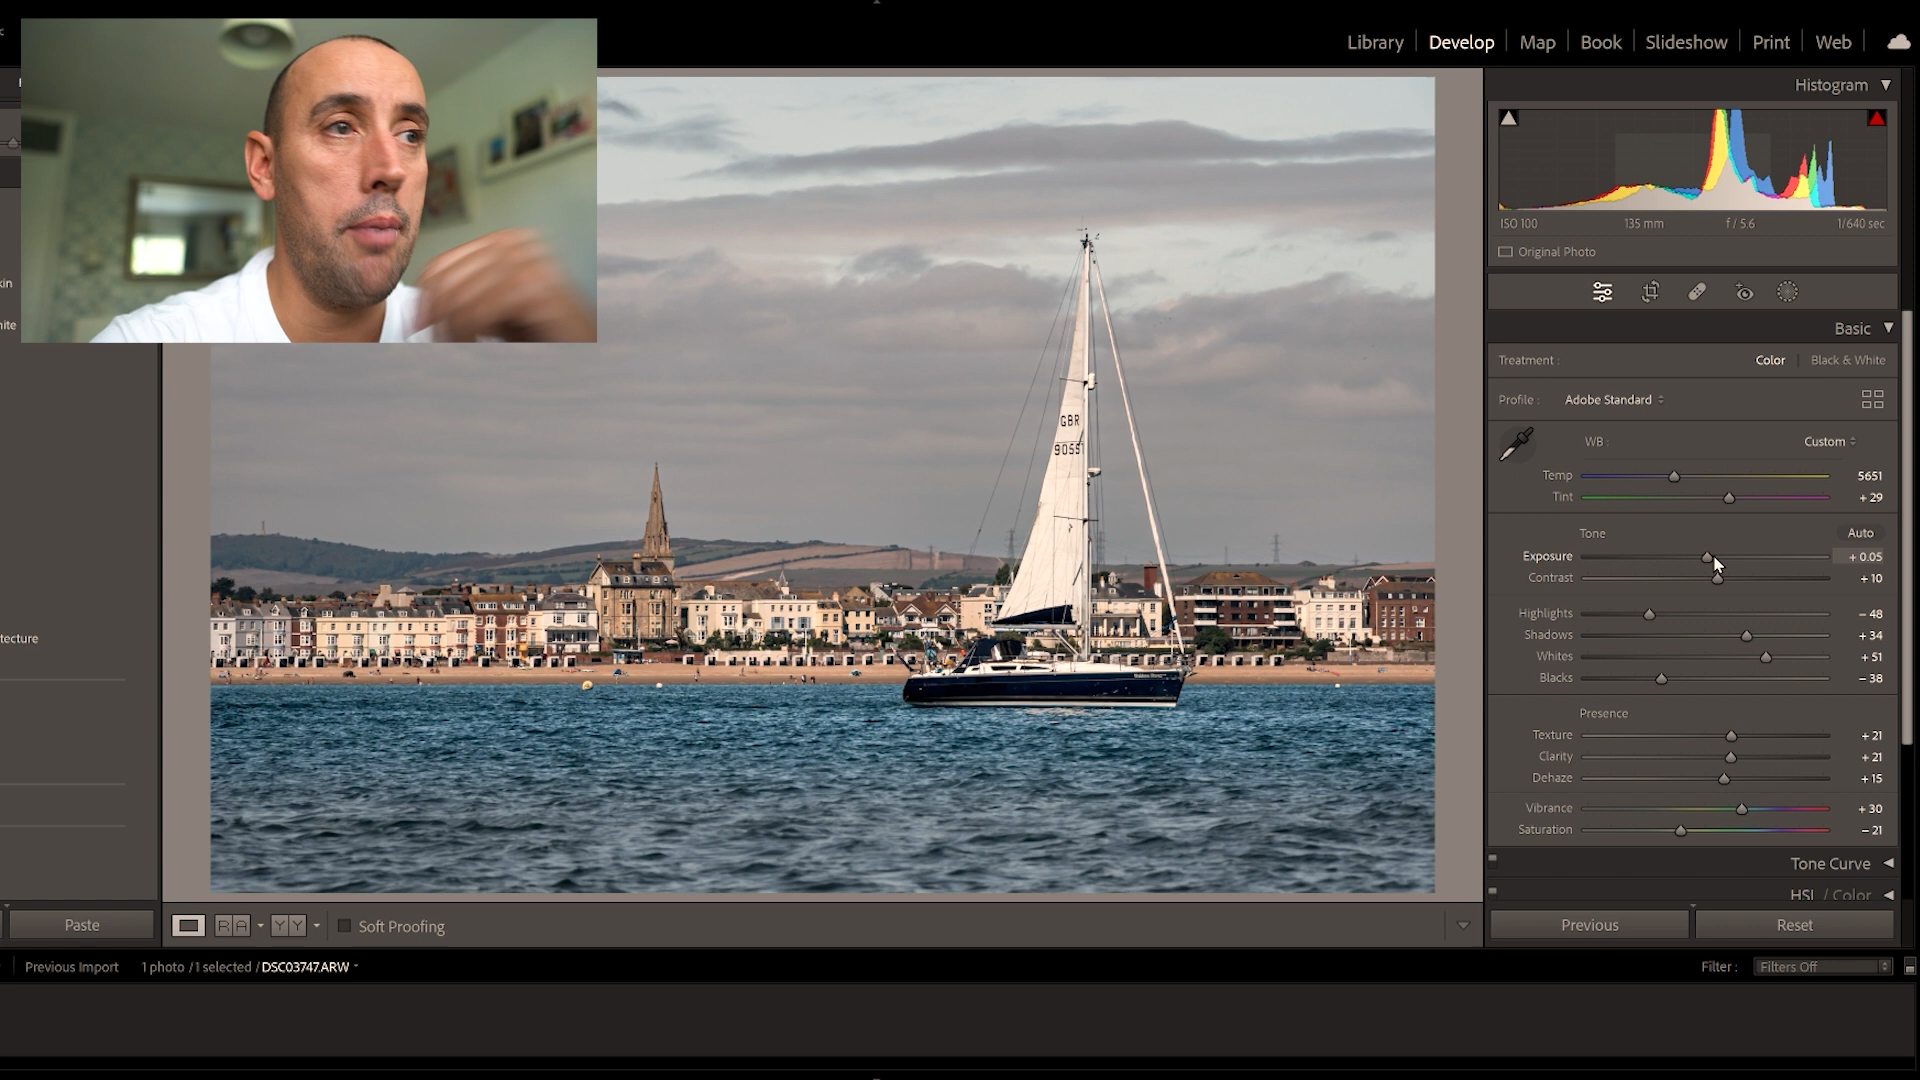 Library Develop Map Book Slideshow Print Web
Histogram
ISO 100 135 mm f / 5.6 1/640 sec
Original Photo
Basic
Treatment : Color Black & White
Profile : Adobe Standard
WB : Custom
Temp 5651
Tint + 29
Tone Auto
Exposure + 0.05
Contrast + 10
Highlights − 48
Shadows + 34
Whites + 51
Blacks − 38
Presence
Texture + 21
Clarity + 21
Dehaze + 15
Vibrance + 30
Saturation − 21
Tone Curve
HSL / Color
Previous Reset
kin
hite
tecture
GBR
9055
Paste
R A Y Y Soft Proofing
Previous Import 1 photo / 1 selected / DSC03747.ARW
Filter : Filters Off